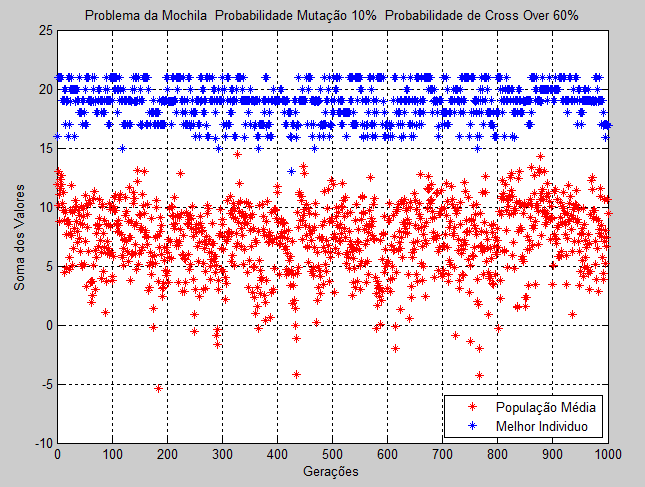 Problema da Mochila Probabilidade Mutação 10% Probabilidade de Cross Over 60%
25
20
15
10
5
0
-5
-10
Soma dos Valores
0 100 200 300 400 500 600 700 800 900 1000
Gerações
População Média
Melhor Individuo